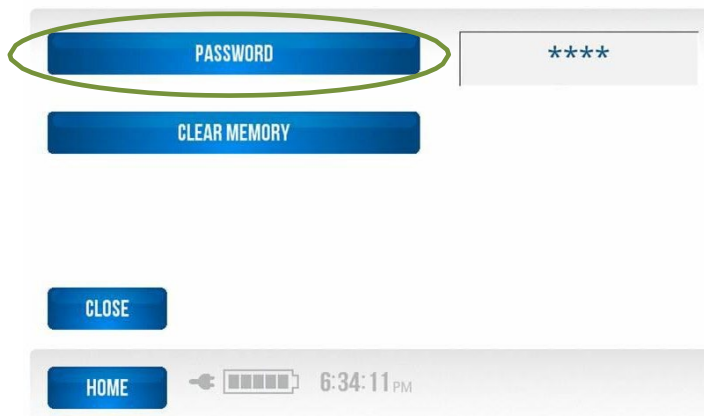 PASSWORD
****
CLEAR MEMORY
CLOSE
HOME
6:34:11 PM